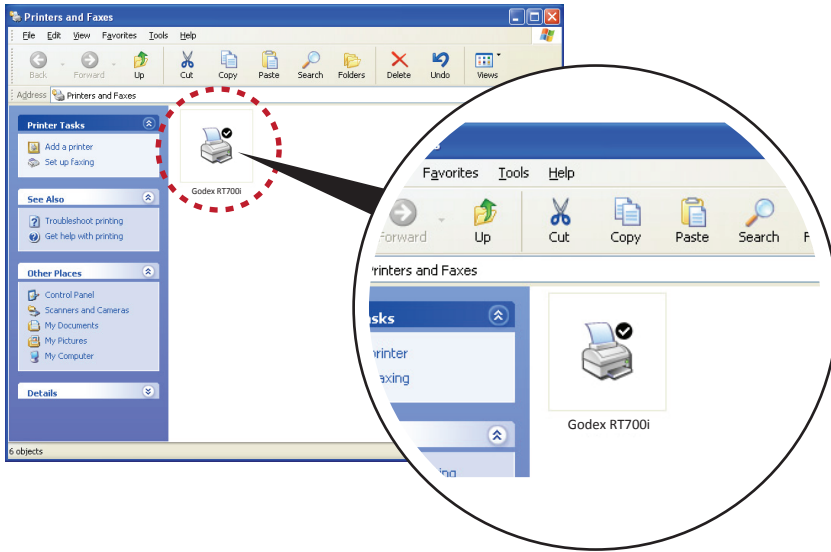 Printers and Faxes
File Edit View Favorites Tools Help
Back Forward Up Cut Copy Paste Search Folders Delete Undo Views
Address Printers and Faxes
Printer Tasks
Add a printer
Set up faxing
See Also
Troubleshoot printing
Get help with printing
Other Places
Control Panel
Scanners and Cameras
My Documents
My Pictures
My Computer
Details
Godex RT700i
6 objects
Favorites Tools Help
Forward Up Cut Copy Paste Search F
Printers and Faxes
asks
printer
axing
Godex RT700i